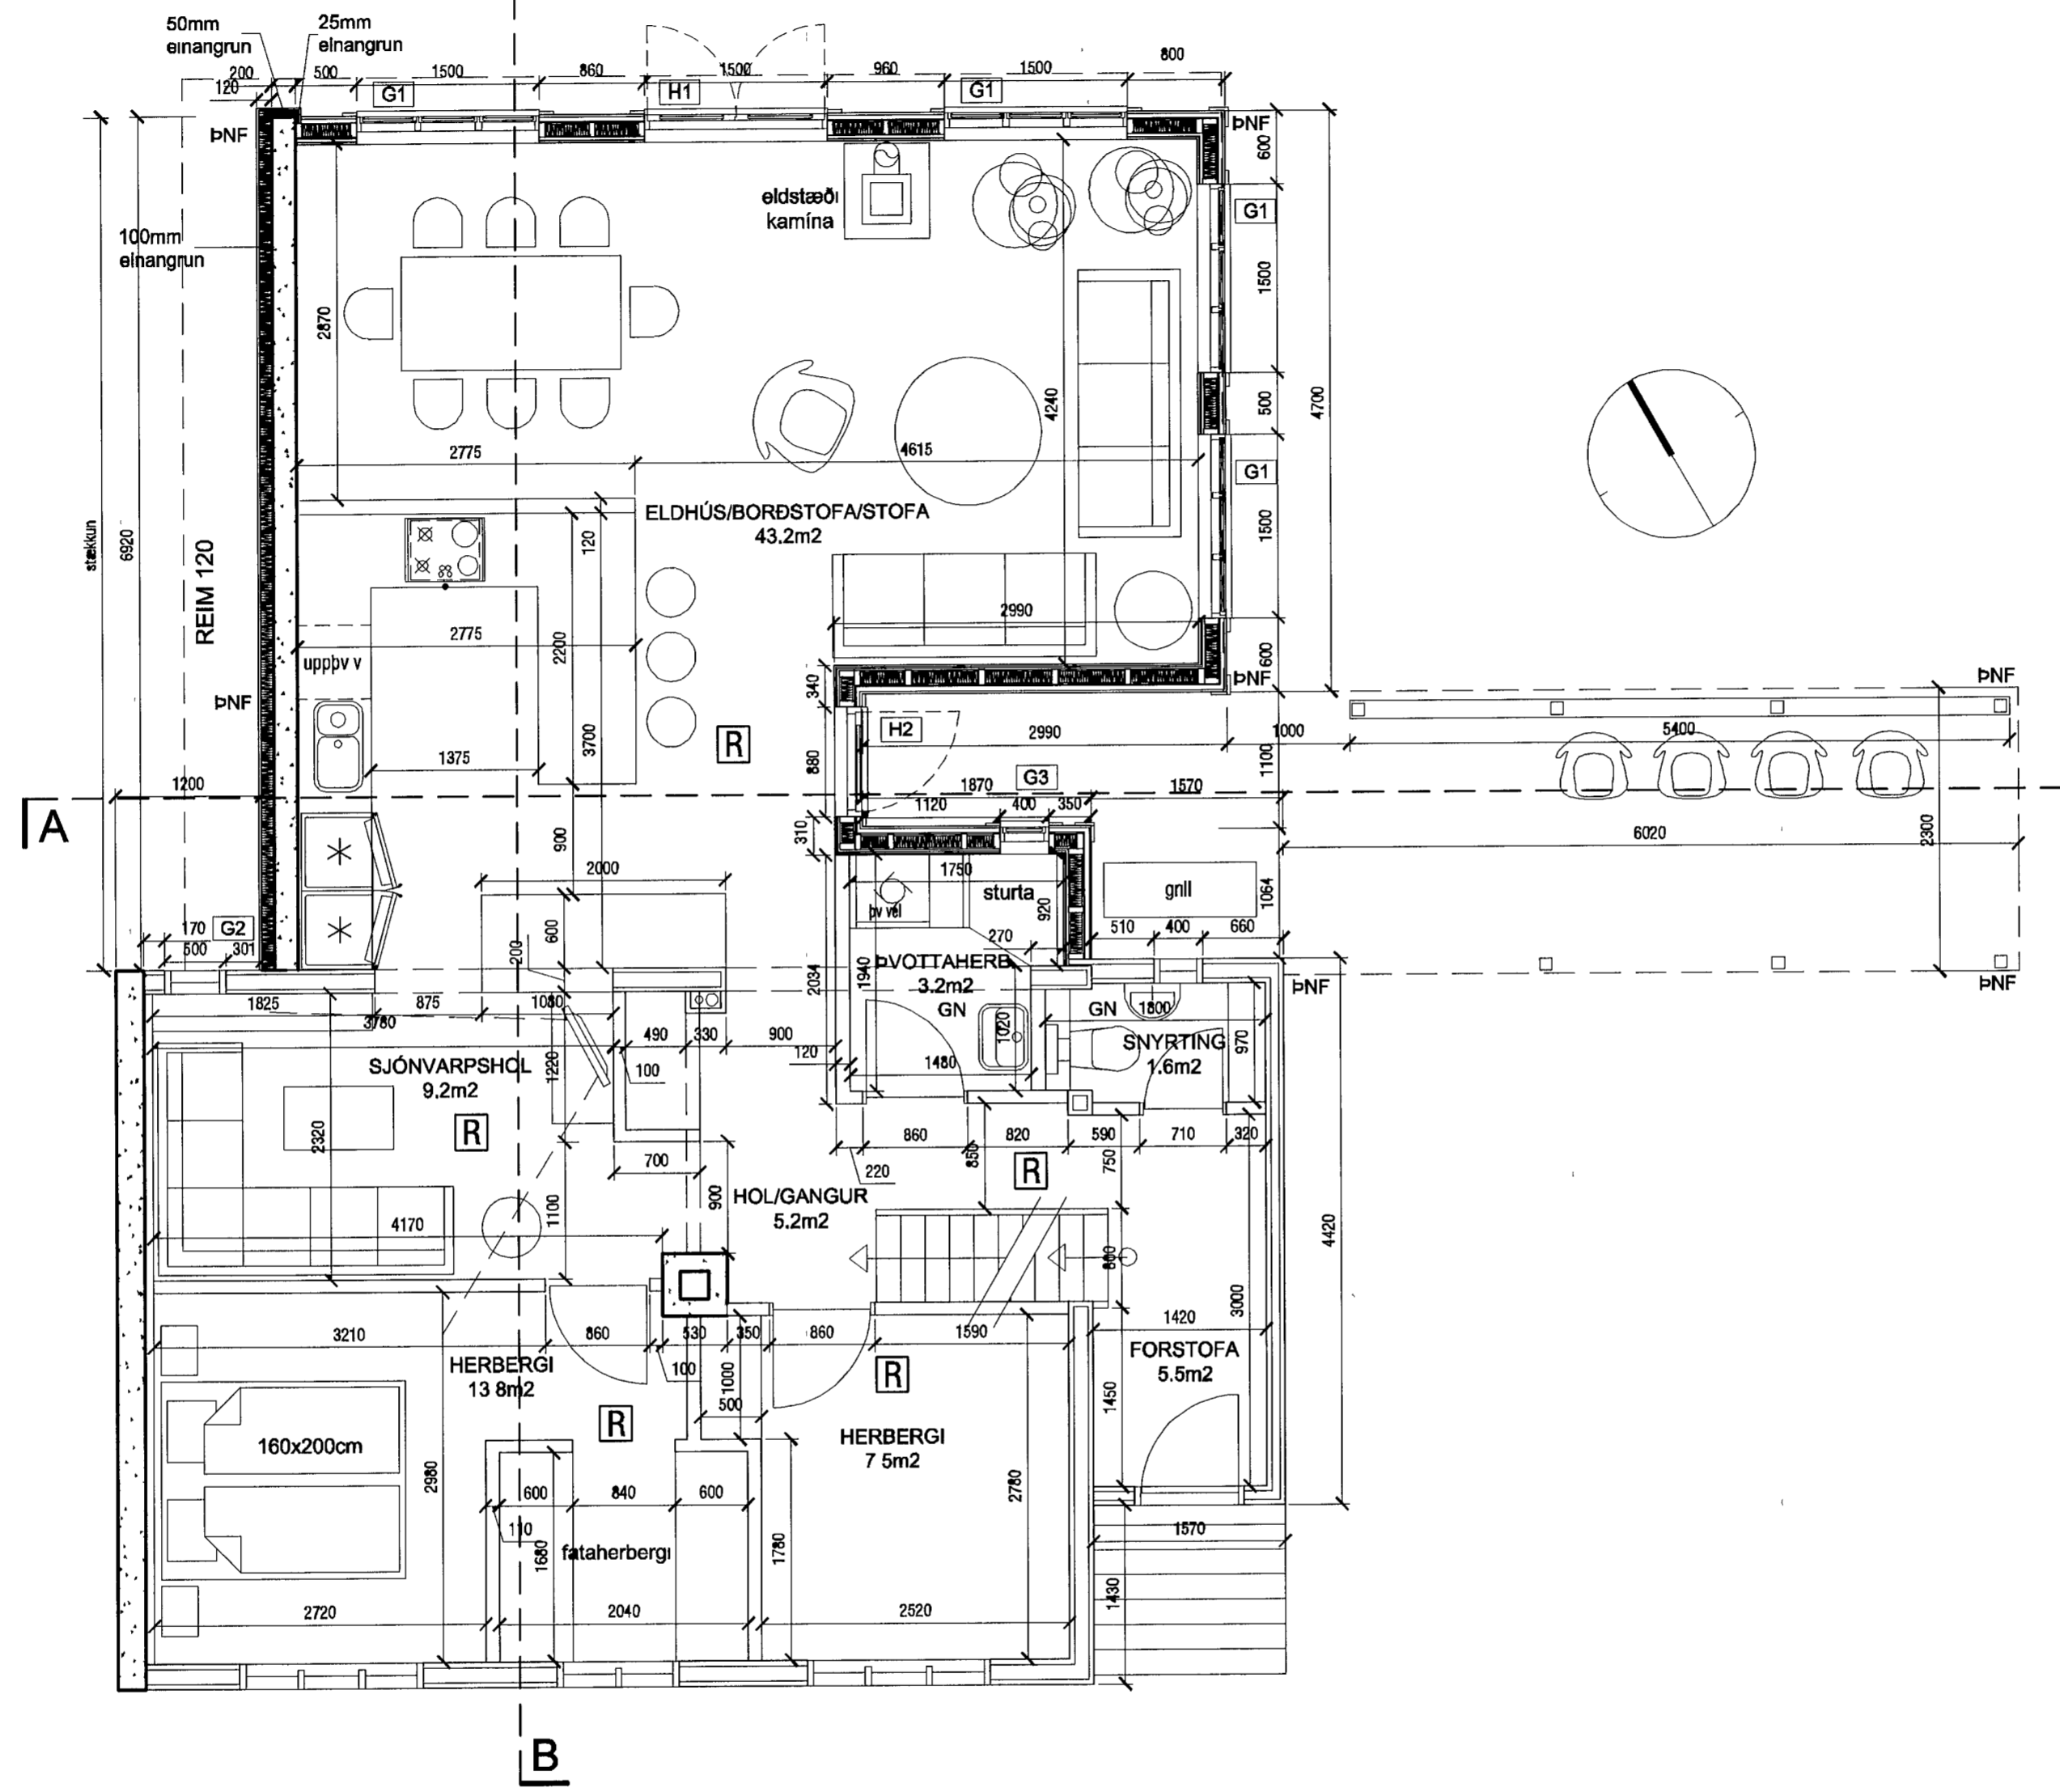 50mm
einangrun
25mm
einangrun
200
120
500
1500
860
1500
960
1500
800
G1
H1
G1
ÞNF
ÞNF
600
eldstæði
kamína
G1
100mm
einangrun
1500
2870
4240
500
4700
2775
4615
G1
stækkun
6920
REIM 120
ELDHÚS/BORÐSTOFA/STOFA
43.2m2
120
1500
2990
2775
2200
uppþv v
600
340
ÞNF
ÞNF
ÞNF
3700
R
H2
2990
1000
5400
1100
880
1375
1200
G3
1870
1570
1120
400
350
A
310
900
6020
2300
2000
1750
sturta
þv vél
920
grill
1064
170
G2
500
301
600
200
270
510
400
660
1940
2034
ÞVOTTAHERB.
3.2m2
GN
ÞNF
ÞNF
1825
875
1080
3780
490
330
900
1020
GN
1800
SNYRTING
1.6m2
970
120
1480
SJÓNVARPSHOL
9.2m2
1220
100
R
2320
860
820
590
710
320
850
750
700
220
R
900
HOL/GANGUR
5.2m2
1100
4170
4420
800
3000
3210
860
530
350
860
1590
1420
HERBERGI
13 8m2
100
1000
R
FORSTOFA
5.5m2
1450
500
R
160x200cm
HERBERGI
7 5m2
2980
2780
600
840
600
110
1680
fataherbergi
1780
1570
1430
2720
2040
2520
B